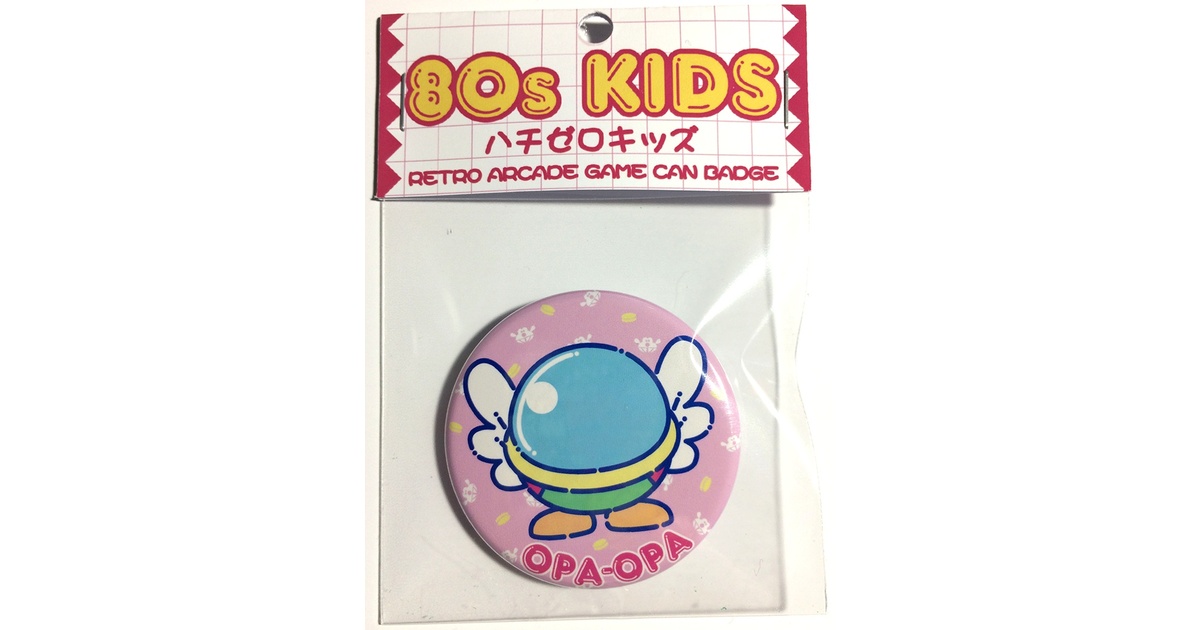 80s KIDS
ハチゼロキッズ
RETRO ARCADE GAME CAN BADGE
OPA-OPA